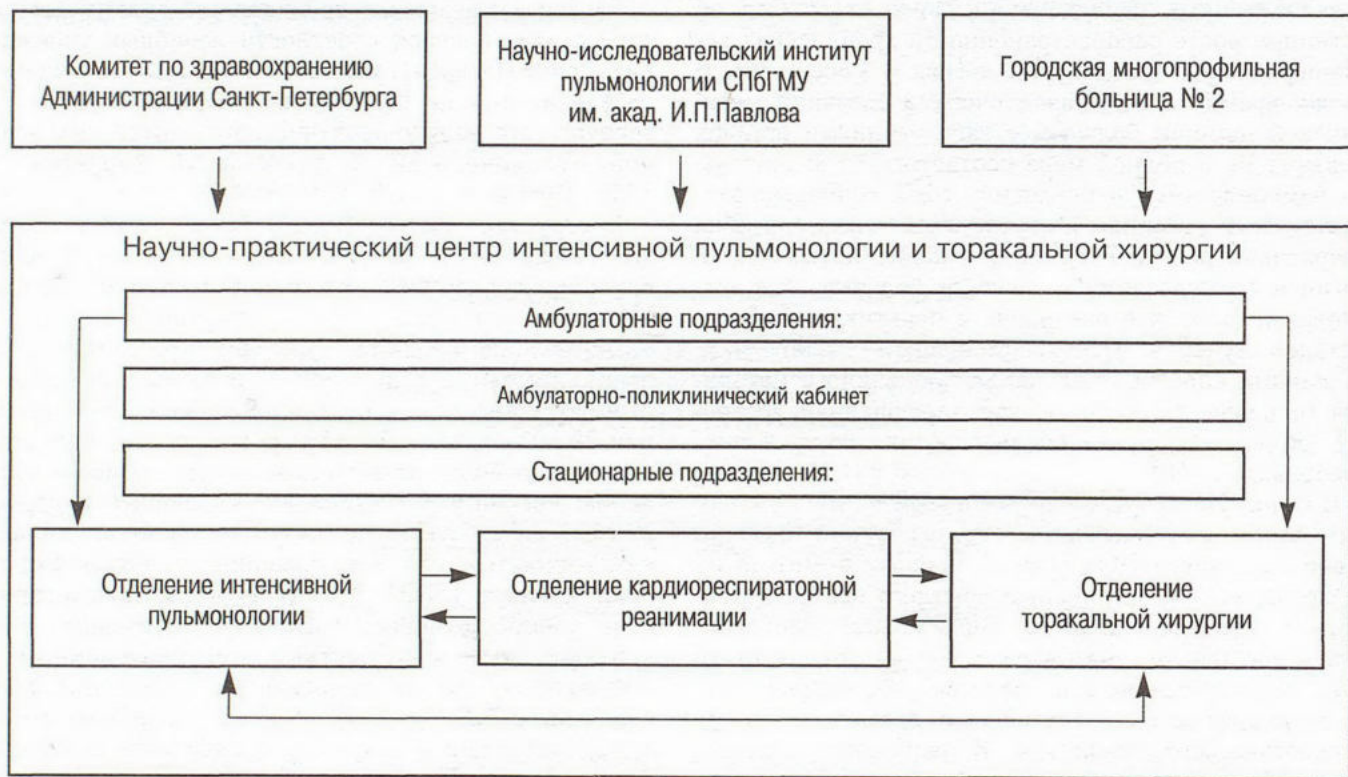 Комитет по здравоохранению
Администрации Санкт-Петербурга
Научно-исследовательский институт
пульмонологии СПбГМУ
им. акад. И.П.Павлова
Городская многопрофильная
больница № 2
Научно-практический центр интенсивной пульмонологии и торакальной хирургии
Амбулаторные подразделения:
Амбулаторно-поликлинический кабинет
Стационарные подразделения:
Отделение интенсивной
пульмонологии
Отделение кардиореспираторной
реанимации
Отделение
торакальной хирургии